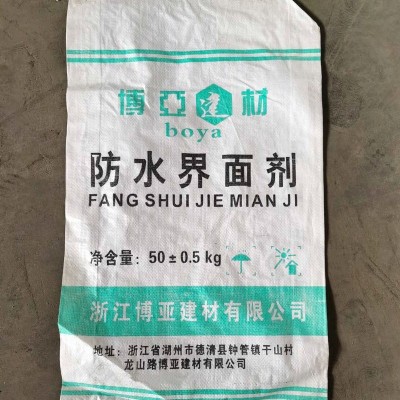 博亞建材
boya
防水界面剂
FANG SHUI JIE MIAN JI
净含量：50±0.5 kg
浙江博亚建材有限公司
地址：浙江省湖州市德清县钟管镇干山村
龙山路博亚建材有限公司